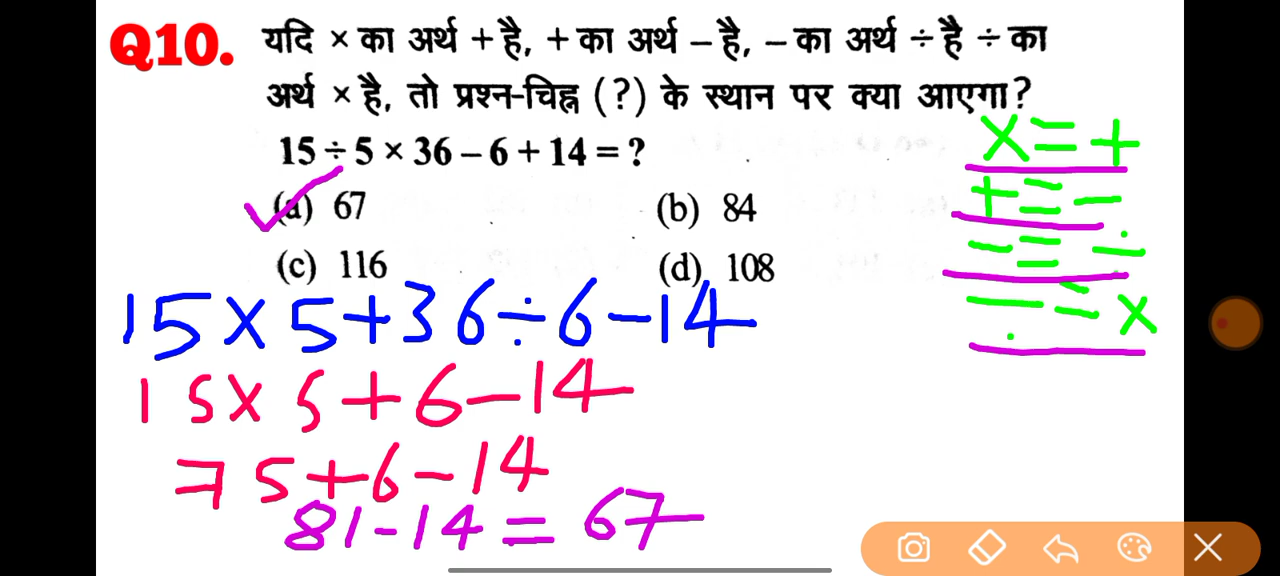 Q10. यदि × का अर्थ + है, + का अर्थ – है, – का अर्थ ÷ है ÷ का
अर्थ × है, तो प्रश्न-चिह्न (?) के स्थान पर क्या आएगा?
15 ÷ 5 × 36 – 6 + 14 = ?
(a) 67 (b) 84
(c) 116 (d) 108
× = +
+ = –
– = ÷
÷ = ×
15 × 5 + 36 ÷ 6 – 14
15 × 5 + 6 – 14
75 + 6 – 14
81 - 14 = 67